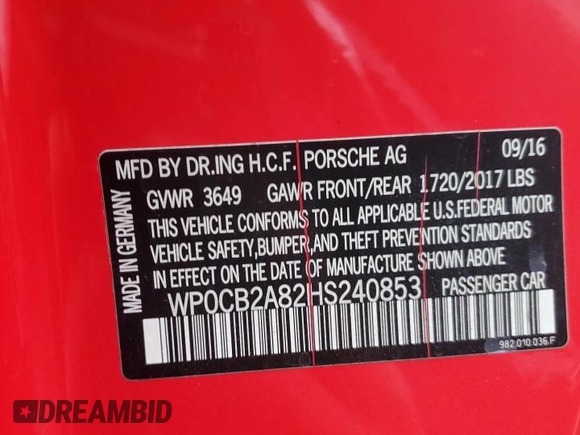 MFD BY DR.ING H.C.F. PORSCHE AG 09/16
GVWR 3649 GAWR FRONT/REAR 1720/2017 LBS
THIS VEHICLE CONFORMS TO ALL APPLICABLE U.S.FEDERAL MOTOR
VEHICLE SAFETY,BUMPER,AND THEFT PREVENTION STANDARDS
IN EFFECT ON THE DATE OF MANUFACTURE SHOWN ABOVE
WP0CB2A82HS240853 PASSENGER CAR
MADE IN GERMANY
982.010.036.F
DREAMBID